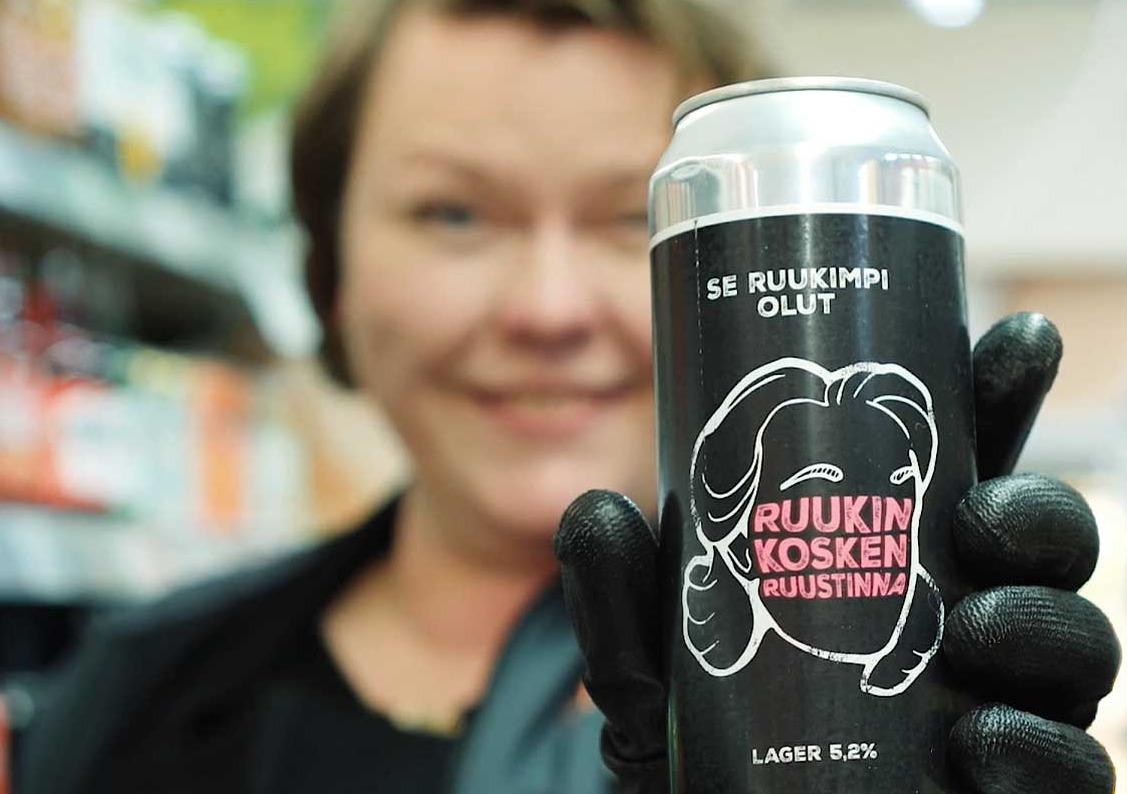 SE RUUKIMPI
OLUT
RUUKIN
KOSKEN
RUUSTINNA
LAGER 5,2%